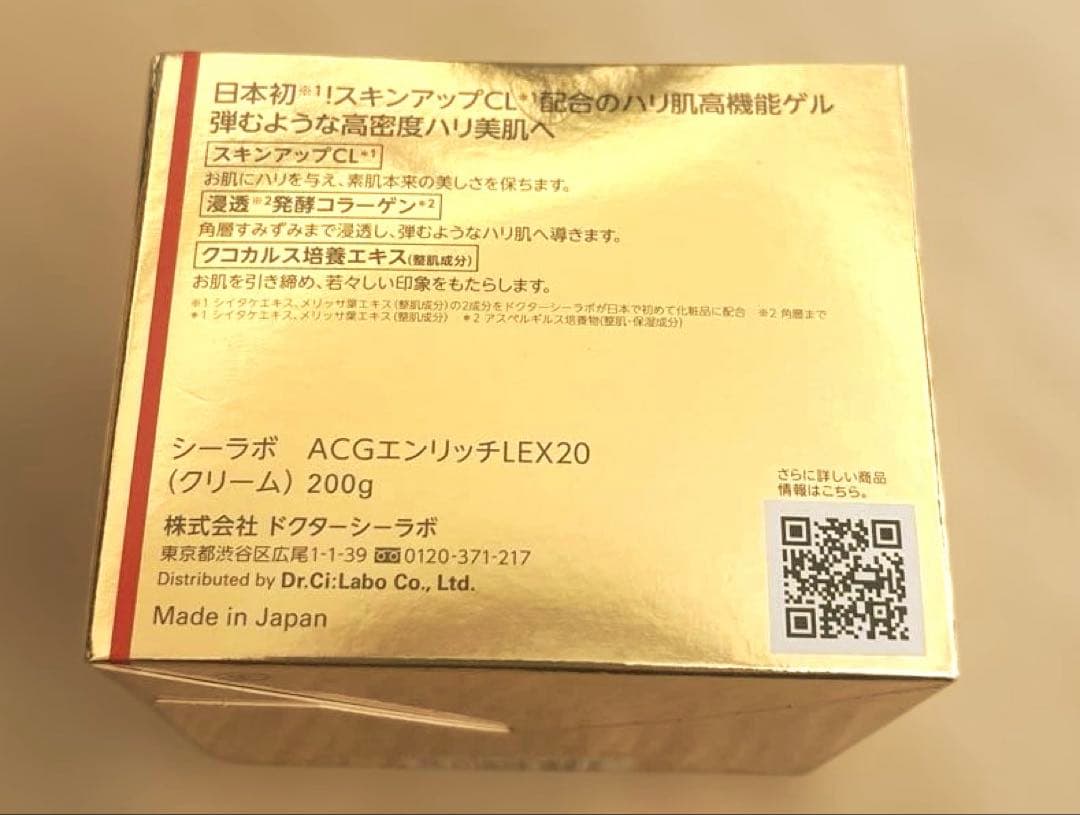 日本初※1!スキンアップCL*1配合のハリ肌高機能ゲル
弾むような高密度ハリ美肌へ
スキンアップCL*1
お肌にハリを与え、素肌本来の美しさを保ちます。
浸透※2発酵コラーゲン*2
角層すみずみまで浸透し、弾むようなハリ肌へ導きます。
クコカルス培養エキス(整肌成分)
お肌を引き締め、若々しい印象をもたらします。
※1 シイタケエキス、メリッサ葉エキス(整肌成分)の2成分をドクターシーラボが日本で初めて化粧品に配合 ※2 角層まで
*1 シイタケエキス、メリッサ葉エキス(整肌成分) *2 アスペルギルス培養物(整肌・保湿成分)
シーラボ ACGエンリッチLEX20
(クリーム) 200g
さらに詳しい商品
情報はこちら。
株式会社 ドクターシーラボ
東京都渋谷区広尾1-1-39 0120-371-217
Distributed by Dr.Ci:Labo Co., Ltd.
Made in Japan